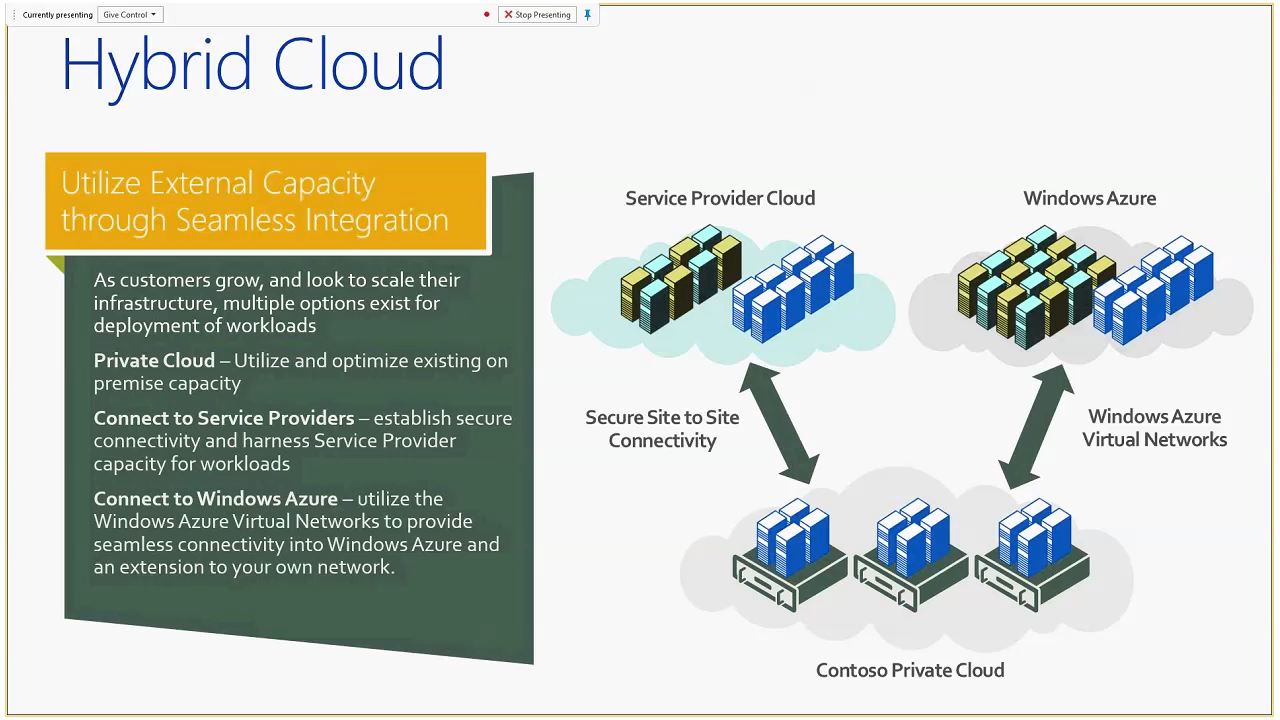 Currently presenting
Give Control
Stop Presenting
Hybrid Cloud
Utilize External Capacity
through Seamless Integration
As customers grow, and look to scale their
infrastructure, multiple options exist for
deployment of workloads
Private Cloud – Utilize and optimize existing on
premise capacity
Connect to Service Providers – establish secure
connectivity and harness Service Provider
capacity for workloads
Connect to Windows Azure – utilize the
Windows Azure Virtual Networks to provide
seamless connectivity into Windows Azure and
an extension to your own network.
Service Provider Cloud
Windows Azure
Secure Site to Site
Connectivity
Windows Azure
Virtual Networks
Contoso Private Cloud